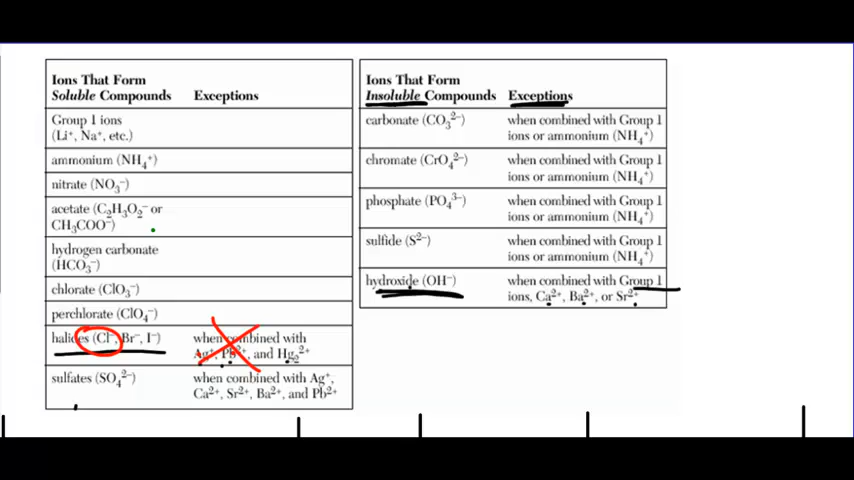 Ions That Form
Soluble Compounds Exceptions
Group 1 ions
(Li⁺, Na⁺, etc.)
ammonium (NH₄⁺)
nitrate (NO₃⁻)
acetate (C₂H₃O₂⁻ or
CH₃COO⁻)
hydrogen carbonate
(HCO₃⁻)
chlorate (ClO₃⁻)
perchlorate (ClO₄⁻)
halides (Cl⁻, Br⁻, I⁻) when combined with
Ag⁺, Pb²⁺, and Hg₂²⁺
sulfates (SO₄²⁻) when combined with Ag⁺,
Ca²⁺, Sr²⁺, Ba²⁺, and Pb²⁺
Ions That Form
Insoluble Compounds Exceptions
carbonate (CO₃²⁻) when combined with Group 1
ions or ammonium (NH₄⁺)
chromate (CrO₄²⁻) when combined with Group 1
ions or ammonium (NH₄⁺)
phosphate (PO₄³⁻) when combined with Group 1
ions or ammonium (NH₄⁺)
sulfide (S²⁻) when combined with Group 1
ions or ammonium (NH₄⁺)
hydroxide (OH⁻) when combined with Group 1
ions, Ca²⁺, Ba²⁺, or Sr²⁺